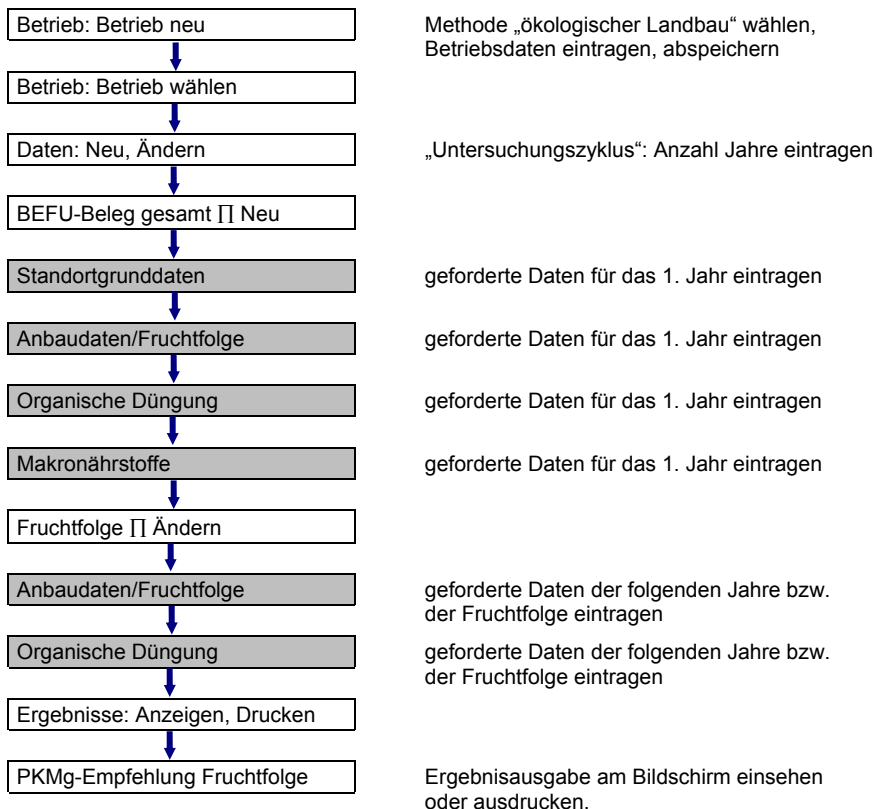 Betrieb: Betrieb neu
Methode „ökologischer Landbau“ wählen,
Betriebsdaten eintragen, abspeichern
Betrieb: Betrieb wählen
Daten: Neu, Ändern
„Untersuchungszyklus“: Anzahl Jahre eintragen
BEFU-Beleg gesamt ∏ Neu
Standortgrunddaten
geforderte Daten für das 1. Jahr eintragen
Anbaudaten/Fruchtfolge
geforderte Daten für das 1. Jahr eintragen
Organische Düngung
geforderte Daten für das 1. Jahr eintragen
Makronährstoffe
geforderte Daten für das 1. Jahr eintragen
Fruchtfolge ∏ Ändern
Anbaudaten/Fruchtfolge
geforderte Daten der folgenden Jahre bzw.
der Fruchtfolge eintragen
Organische Düngung
geforderte Daten der folgenden Jahre bzw.
der Fruchtfolge eintragen
Ergebnisse: Anzeigen, Drucken
PKMg-Empfehlung Fruchtfolge
Ergebnisausgabe am Bildschirm einsehen
oder ausdrucken.